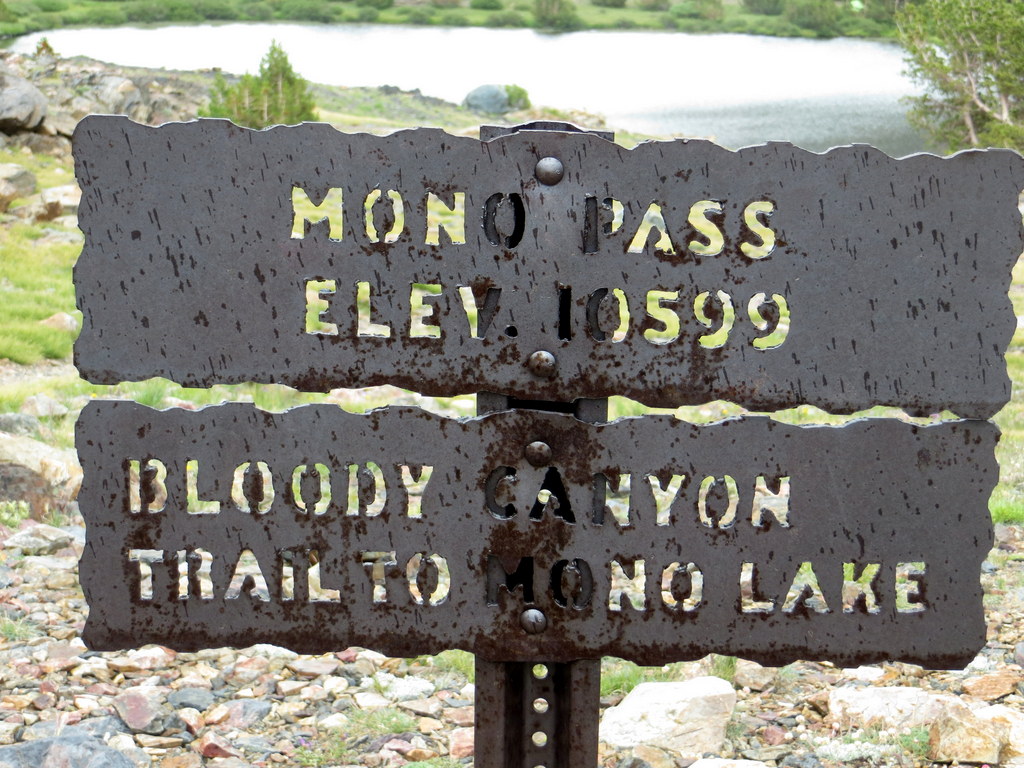 MONO PASS
ELEV. 10599
BLOODY CANYON
TRAIL TO MONO LAKE